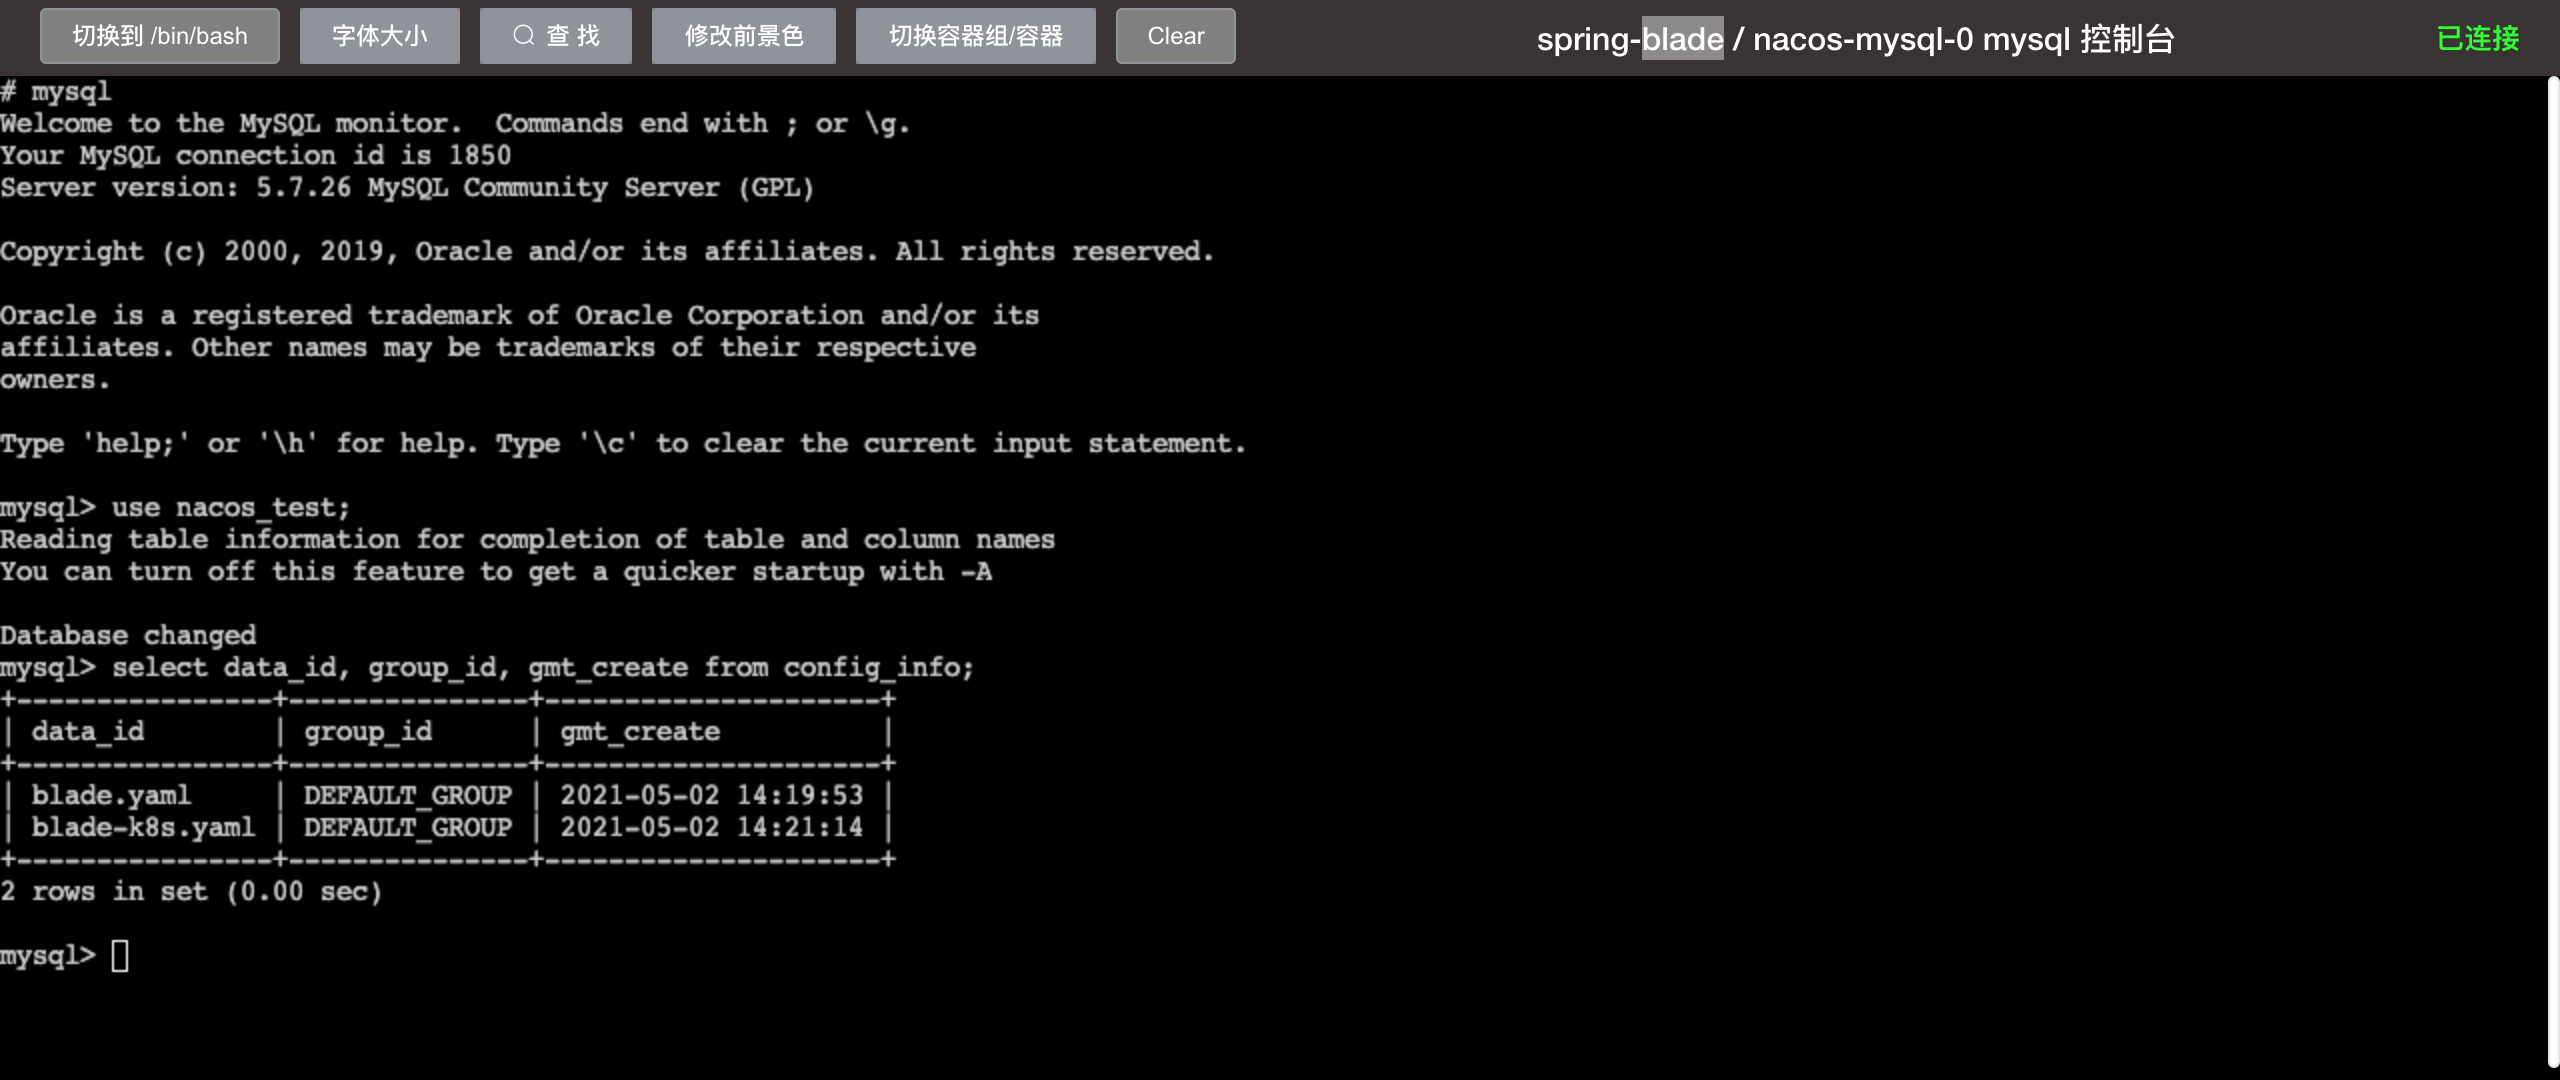 切换到 /bin/bash 字体大小 查 找 修改前景色 切换容器组/容器 Clear spring-blade / nacos-mysql-0 mysql 控制台 已连接
# mysql
Welcome to the MySQL monitor.  Commands end with ; or \g.
Your MySQL connection id is 1850
Server version: 5.7.26 MySQL Community Server (GPL)
Copyright (c) 2000, 2019, Oracle and/or its affiliates. All rights reserved.
Oracle is a registered trademark of Oracle Corporation and/or its
affiliates. Other names may be trademarks of their respective
owners.
Type 'help;' or '\h' for help. Type '\c' to clear the current input statement.
mysql> use nacos_test;
Reading table information for completion of table and column names
You can turn off this feature to get a quicker startup with -A
Database changed
mysql> select data_id, group_id, gmt_create from config_info;
+----------------+---------------+---------------------+
| data_id        | group_id      | gmt_create          |
+----------------+---------------+---------------------+
| blade.yaml     | DEFAULT_GROUP | 2021-05-02 14:19:53 |
| blade-k8s.yaml | DEFAULT_GROUP | 2021-05-02 14:21:14 |
+----------------+---------------+---------------------+
2 rows in set (0.00 sec)
mysql>